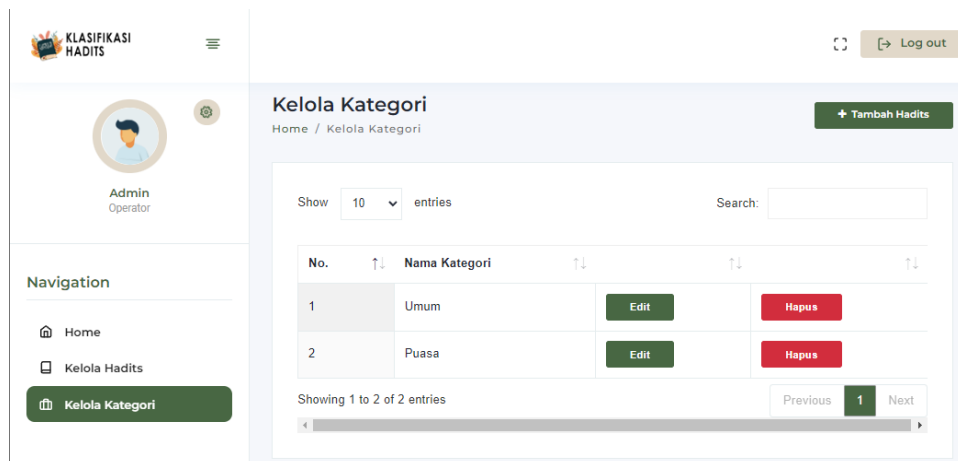 KLASIFIKASI
HADITS
Log out
Admin
Operator
Navigation
Home
Kelola Hadits
Kelola Kategori
Kelola Kategori
Home / Kelola Kategori
+ Tambah Hadits
Show 10 entries Search:
No. Nama Kategori
1 Umum Edit Hapus
2 Puasa Edit Hapus
Showing 1 to 2 of 2 entries Previous 1 Next